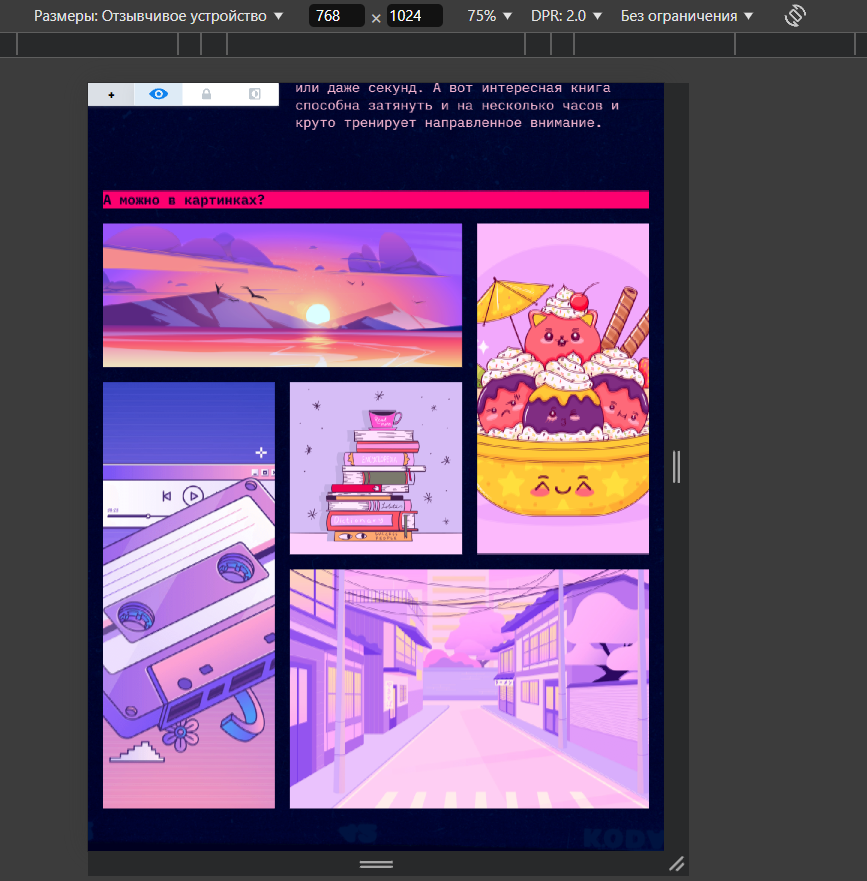 Размеры: Отзывчивое устройство 768 × 1024 75% DPR: 2.0 Без ограничения
или даже секунд. А вот интересная книга
способна затянуть и на несколько часов и
круто тренирует направленное внимание.
А можно в картинках?